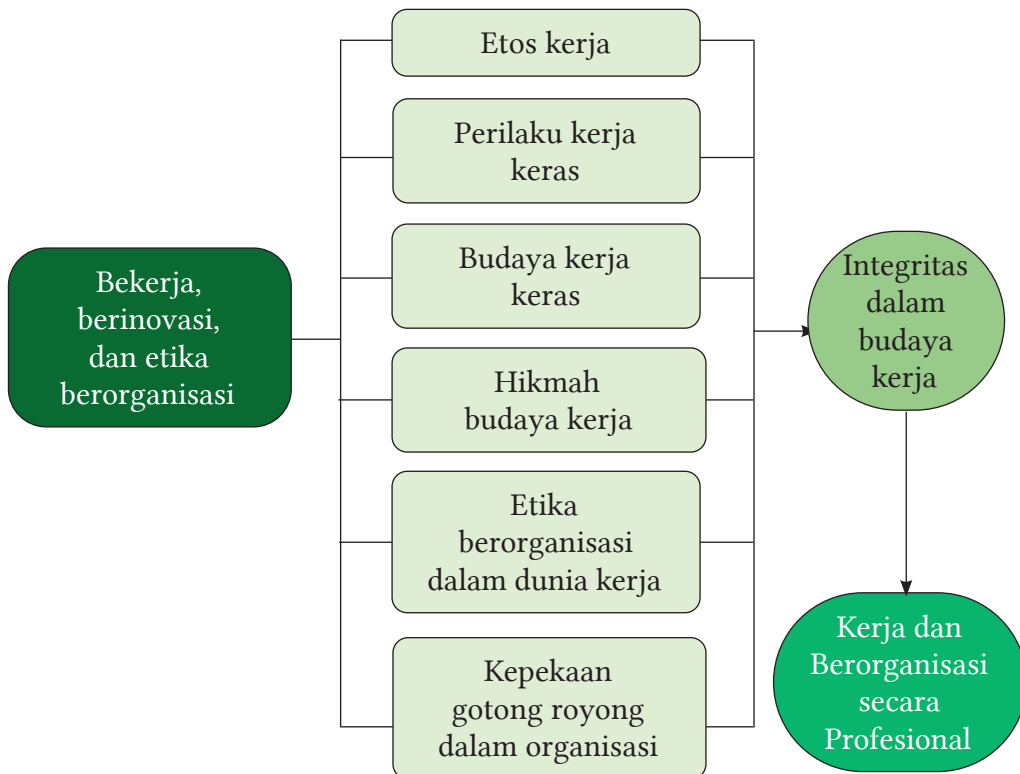 Bekerja,
berinovasi,
dan etika
berorganisasi
Etos kerja
Perilaku kerja
keras
Budaya kerja
keras
Hikmah
budaya kerja
Etika
berorganisasi
dalam dunia kerja
Kepekaan
gotong royong
dalam organisasi
Integritas
dalam
budaya
kerja
Kerja dan
Berorganisasi
secara
Profesional